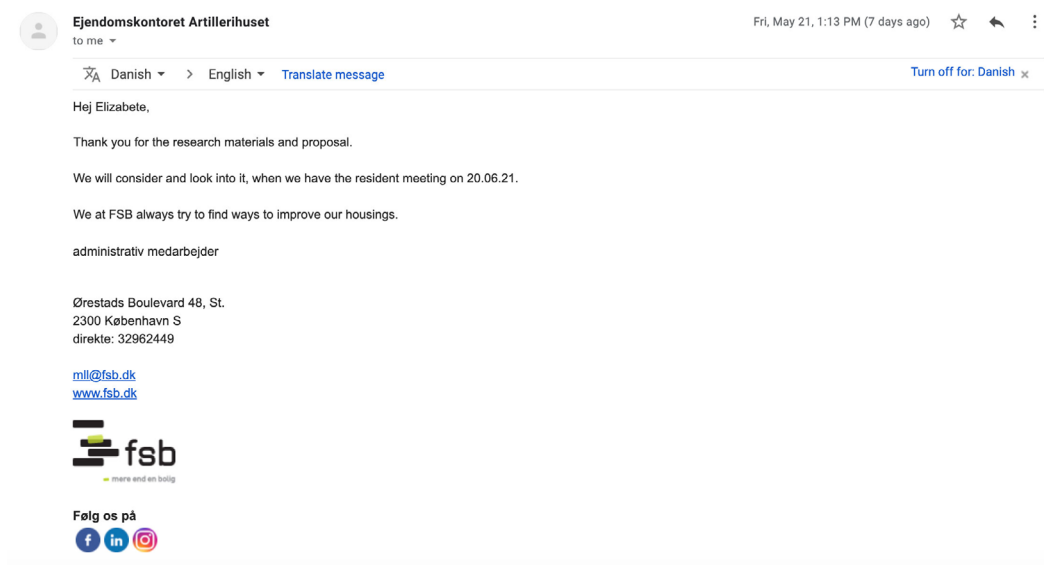 Ejendomskontoret Artillerihuset
Fri, May 21, 1:13 PM (7 days ago)
to me
Danish > English Translate message
Turn off for: Danish x
Hej Elizabete,
Thank you for the research materials and proposal.
We will consider and look into it, when we have the resident meeting on 20.06.21.
We at FSB always try to find ways to improve our housings.
administrativ medarbejder
Ørestads Boulevard 48, St.
2300 København S
direkte: 32962449
mll@fsb.dk
www.fsb.dk
fsb
mere end en bolig
Følg os på
f in